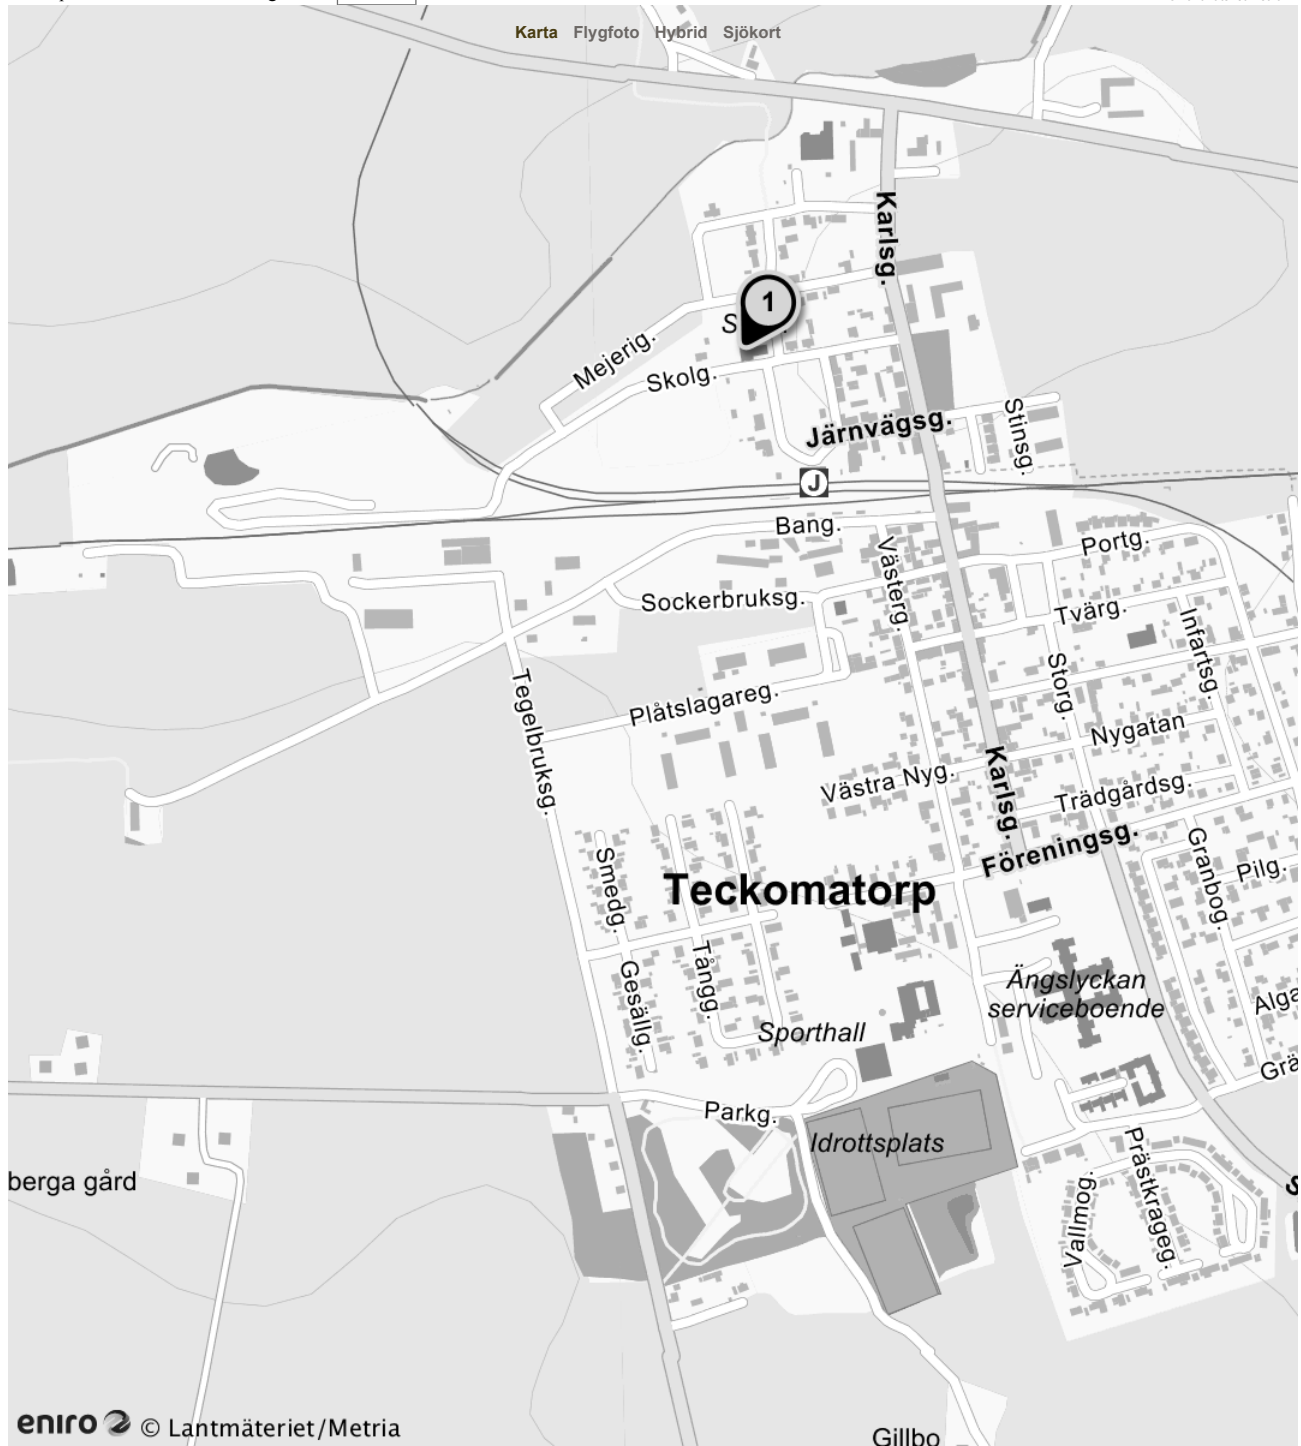 Karta Flygfoto Hybrid Sjökort
Karlsg.
1
Mejerig.
Skolg.
Järnvägsg.
Stinsg.
J
Bang.
Portg.
Västerg.
Sockerbruksg.
Tvärg.
Infartsg.
Storg.
Tegelbruksg.
Plåtslagareg.
Nygatan
Västra Nyg.
Karlsg.
Trädgårdsg.
Föreningsg.
Granbog.
Pilg.
Smedg.
Teckomatorp
Tångg.
Gesällg.
Ängslyckan
serviceboende
Sporthall
Parkg.
Idrottsplats
berga gård
Vallmog.
Prästkrageg.
eniro © Lantmäteriet/Metria
Gillbo